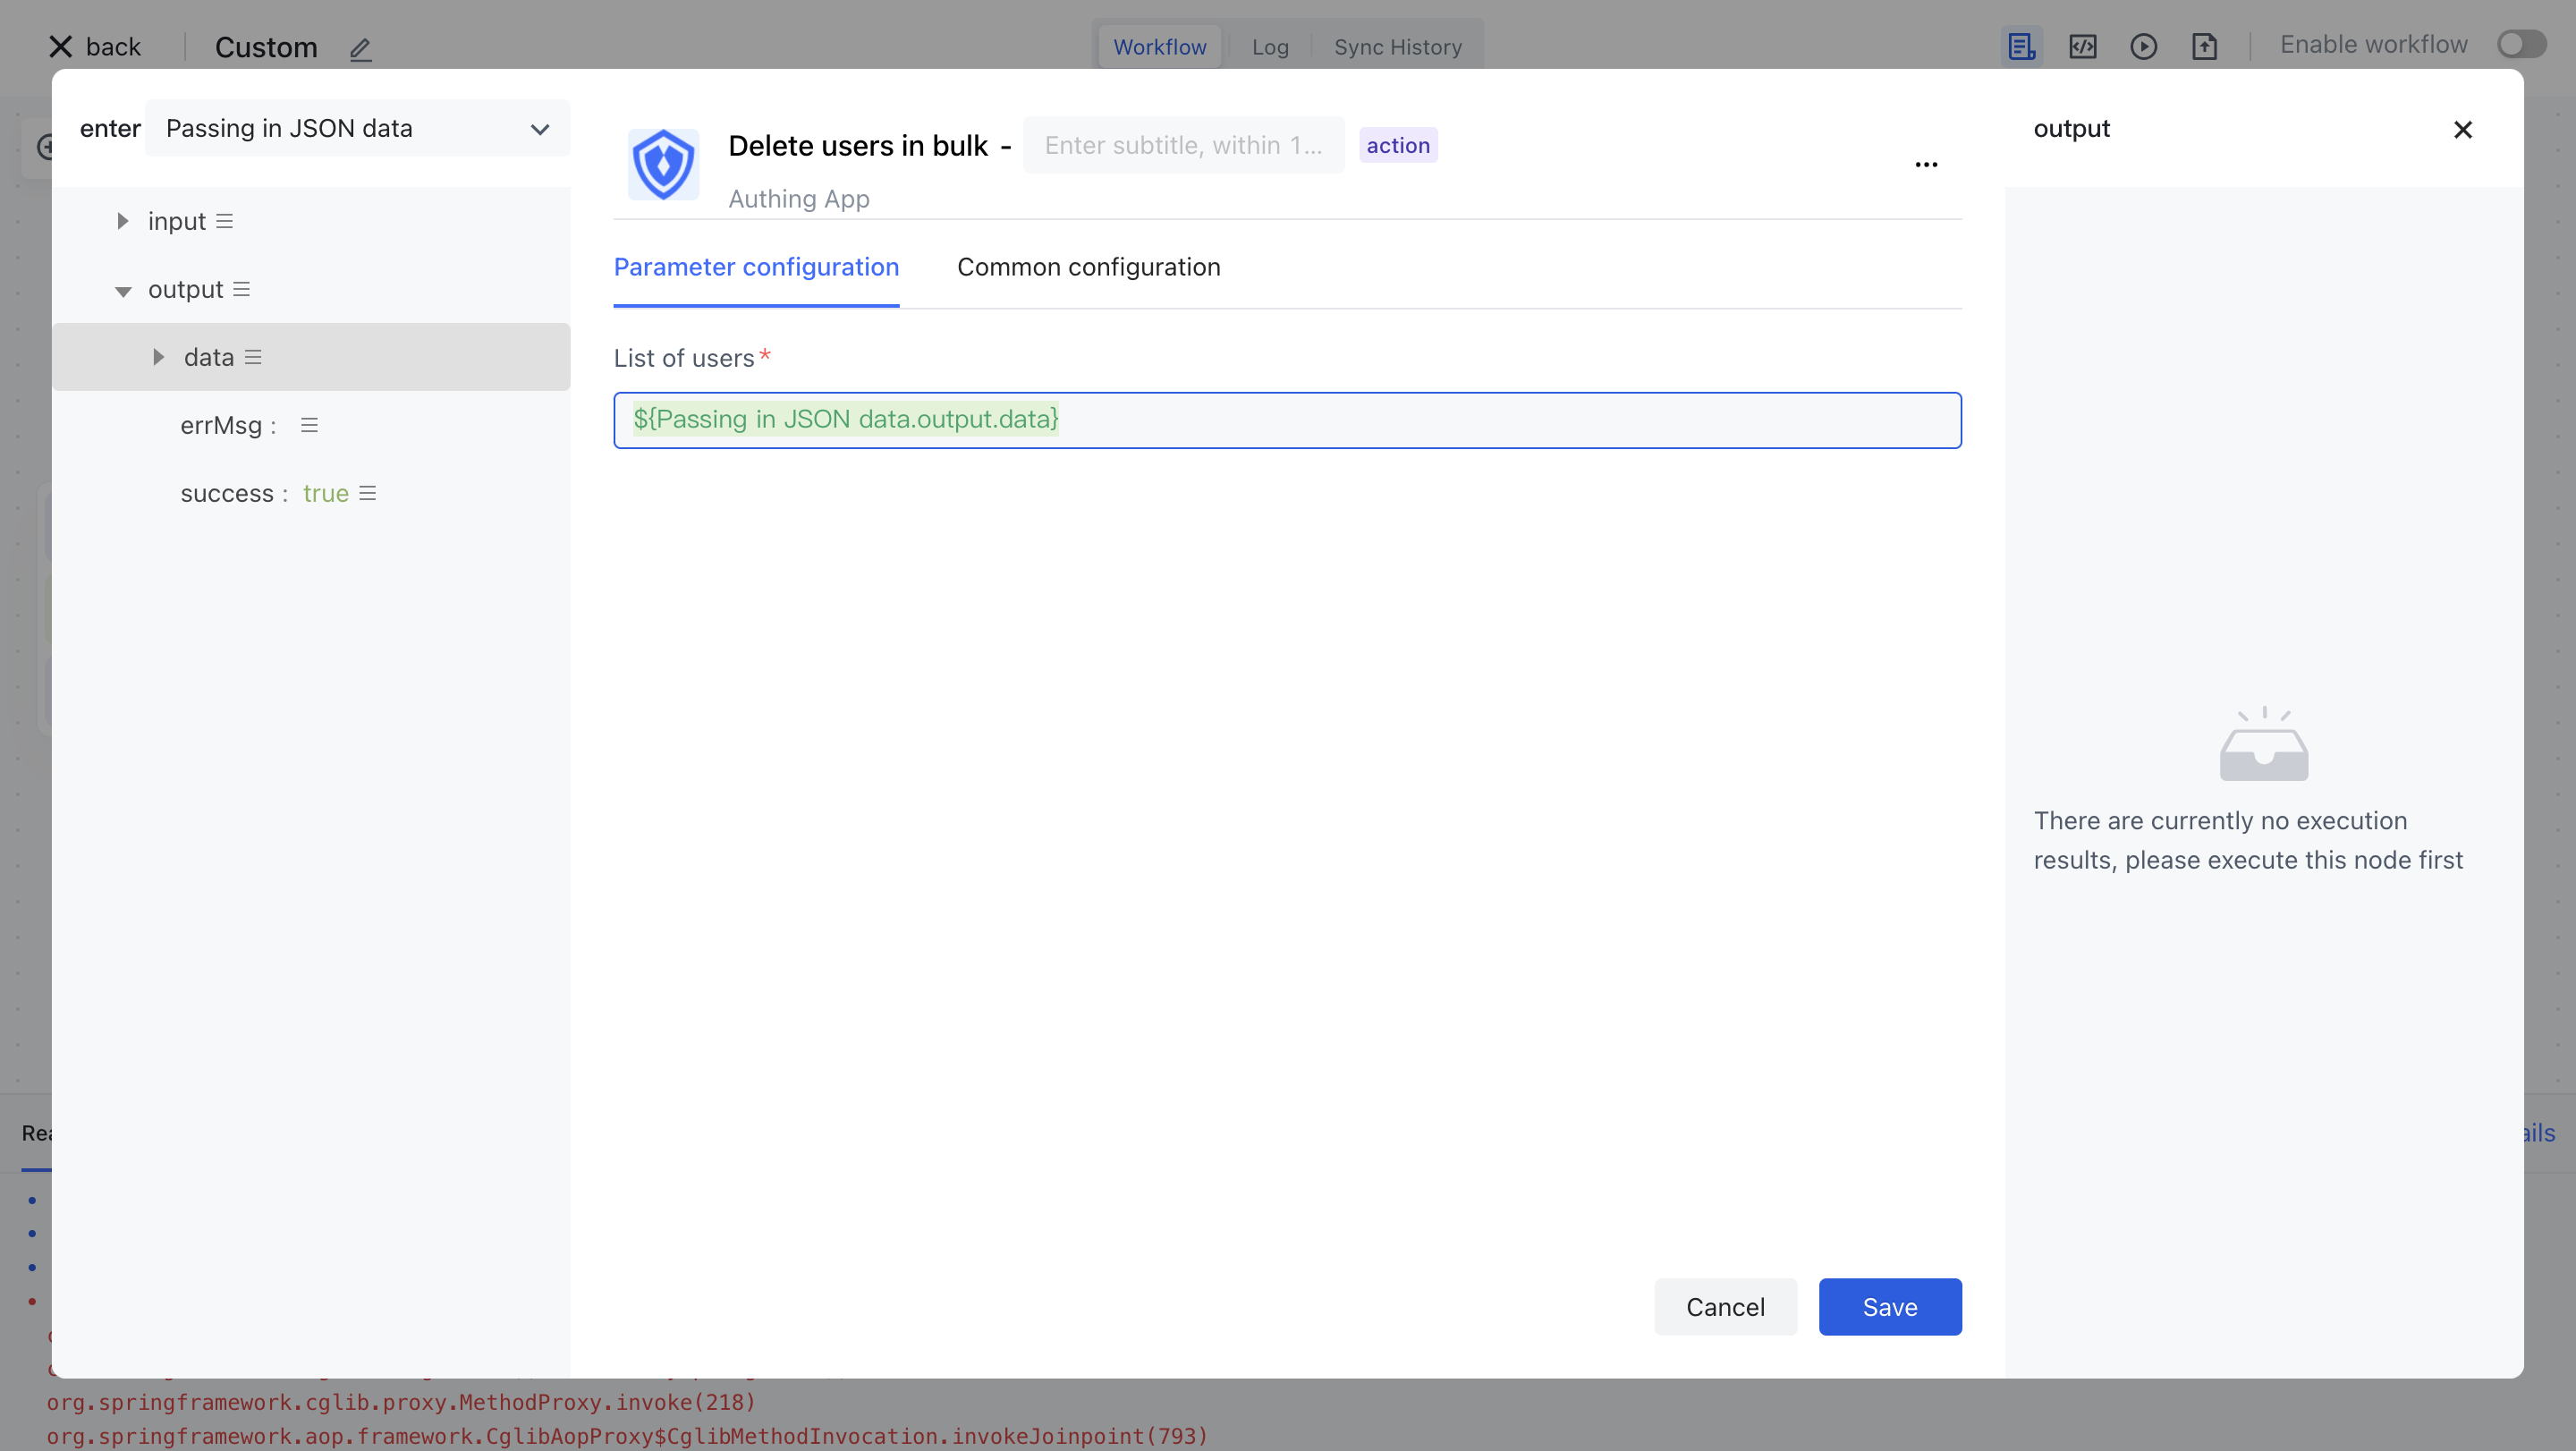 back
Custom
Workflow
Log
Sync History
Enable workflow
enter
Passing in JSON data
input
output
data
errMsg :
success : true
Delete users in bulk -
Enter subtitle, within 1...
action
Authing App
Parameter configuration
Common configuration
List of users*
${Passing in JSON data.output.data}
Cancel
Save
output
There are currently no execution
results, please execute this node first
org.springframework.cglib.proxy.MethodProxy.invoke(218)
org.springframework.aop.framework.CglibAopProxy$CglibMethodInvocation.invokeJoinpoint(793)